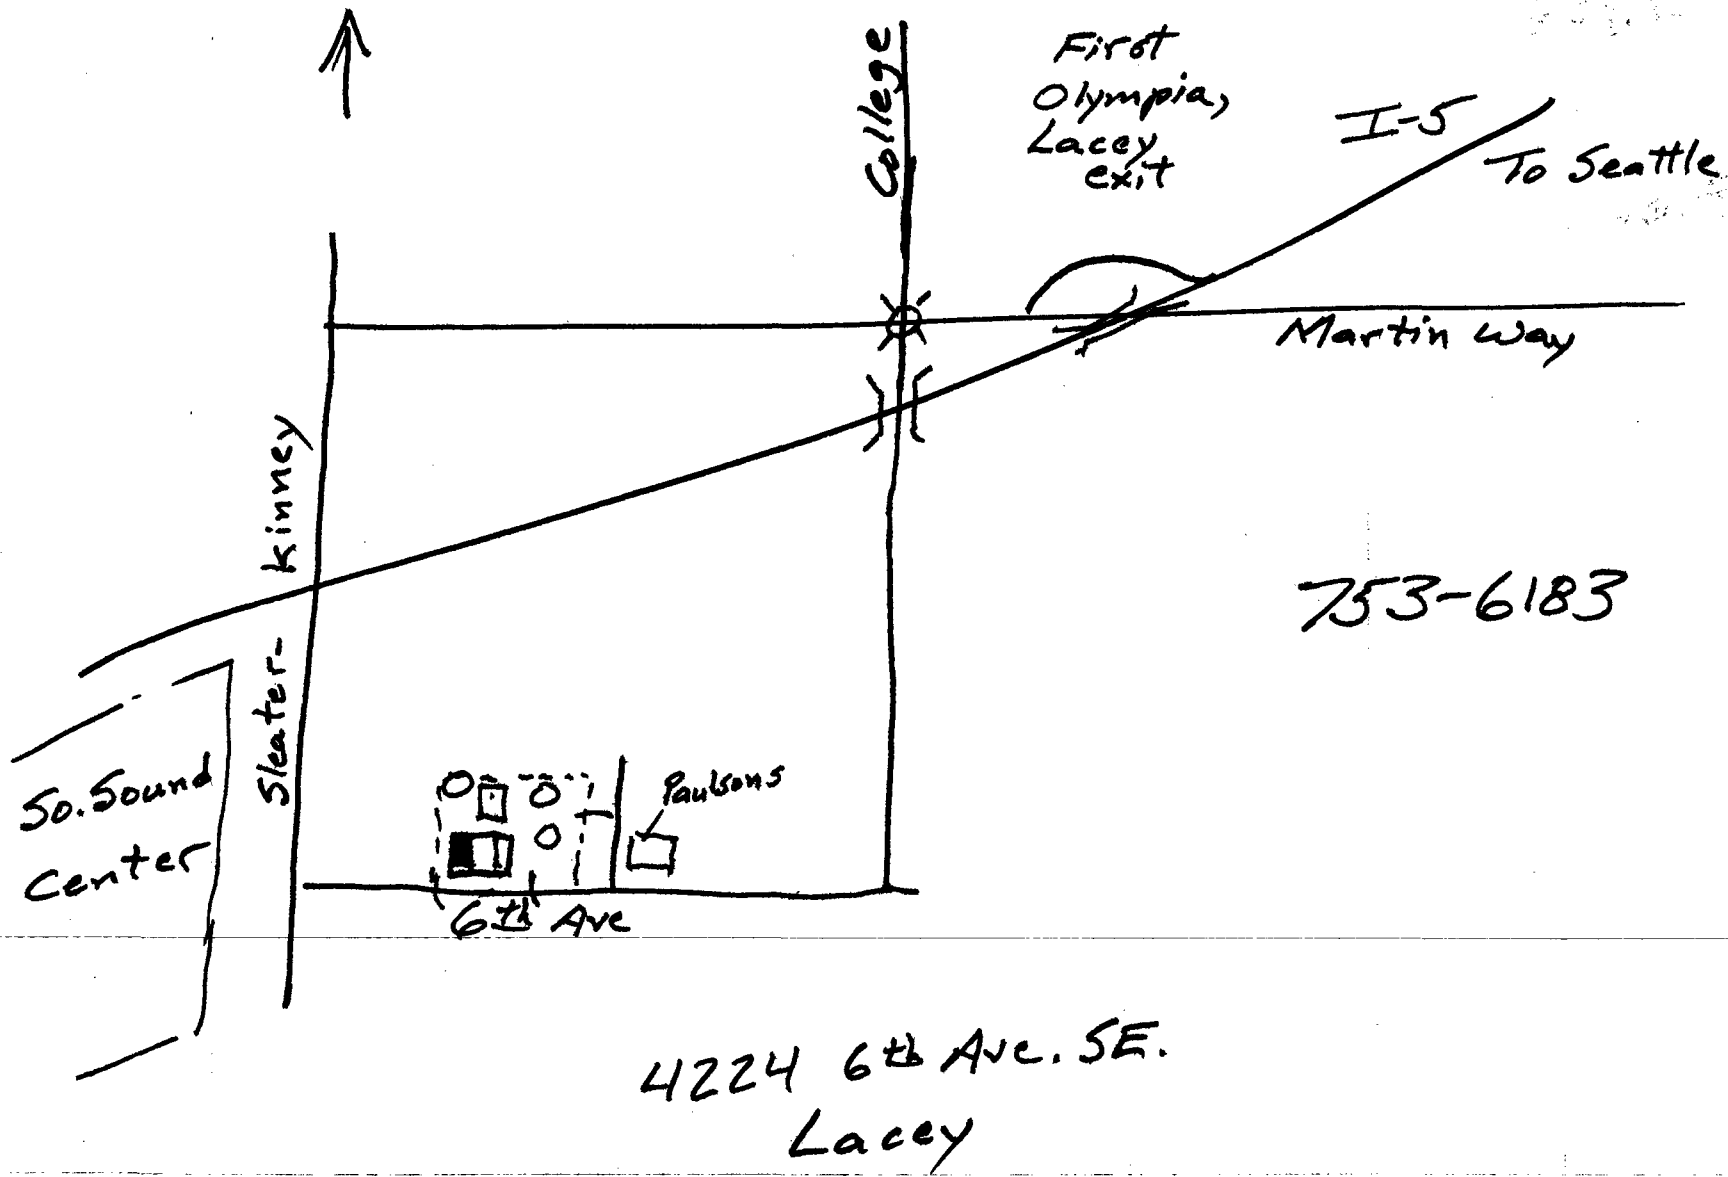 College
First
Olympia,
Lacey
exit
I-5
To Seattle
Martin Way
Sleater-Kinney
753-6183
So. Sound
Center
Paulsons
6th Ave
4224 6th Ave. SE.
Lacey